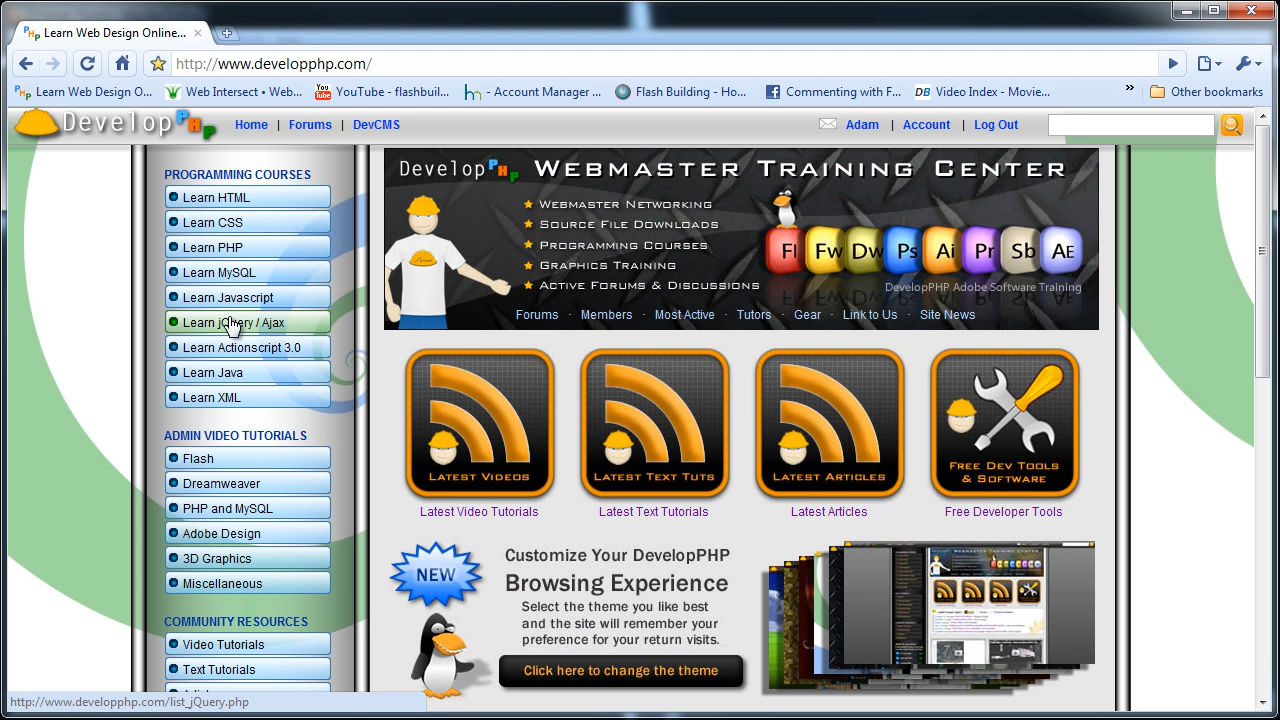 Learn Web Design Online...
http://www.developphp.com/
Learn Web Design O...
Web Intersect • Web...
YouTube - flashbuil...
- Account Manager ...
Flash Building - Ho...
Commenting with F...
Video Index - Movie...
»
Other bookmarks
DevelopPHP
Home | Forums | DevCMS
Adam | Account | Log Out
PROGRAMMING COURSES
Learn HTML
Learn CSS
Learn PHP
Learn MySQL
Learn Javascript
Learn jQuery / Ajax
Learn Actionscript 3.0
Learn Java
Learn XML
ADMIN VIDEO TUTORIALS
Flash
Dreamweaver
PHP and MySQL
Adobe Design
3D Graphics
Miscellaneous
COMMUNITY RESOURCES
Video Tutorials
Text Tutorials
DevelopPHP Webmaster Training Center
Webmaster Networking
Source File Downloads
Programming Courses
Graphics Training
Active Forums & Discussions
Fl Fw Dw Ps Ai Pr Sb AE
DevelopPHP Adobe Software Training
Forums · Members · Most Active · Tutors · Gear · Link to Us · Site News
Latest Videos
Latest Text Tuts
Latest Articles
Free Dev Tools
& Software
Latest Video Tutorials
Latest Text Tutorials
Latest Articles
Free Developer Tools
NEW
Customize Your DevelopPHP
Browsing Experience
Select the theme you like best
and the site will remember your
preference for your return visits.
Click here to change the theme
http://www.developphp.com/list_jQuery.php